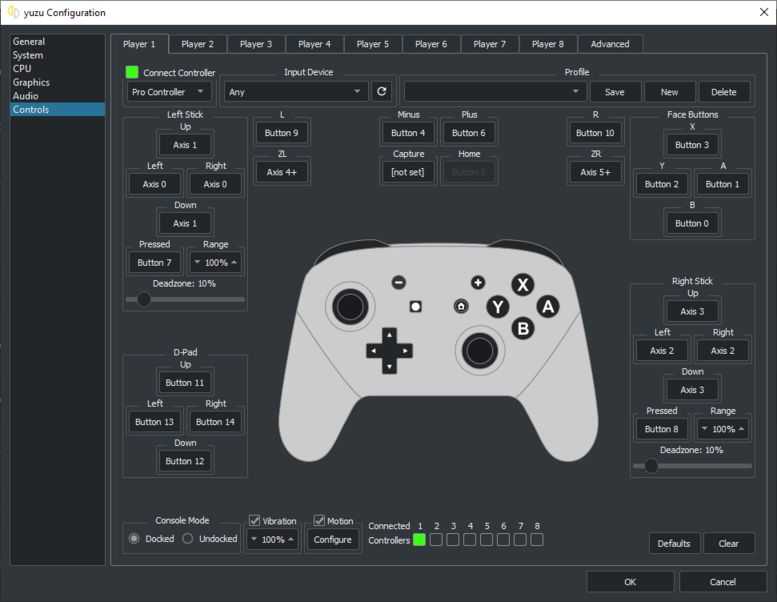 yuzu Configuration
General
System
CPU
Graphics
Audio
Controls
Player 1 Player 2 Player 3 Player 4 Player 5 Player 6 Player 7 Player 8 Advanced
Connect Controller Input Device Profile
Pro Controller Any Save New Delete
Left Stick L Minus Plus R Face Buttons
Up X
Axis 1 Button 9 Button 4 Button 6 Button 10 Button 3
Left Right ZL Capture Home ZR Y A
Axis 0 Axis 0 Axis 4+ [not set] Button 5 Axis 5+ Button 2 Button 1
Down B
Axis 1 Button 0
Pressed Range
Button 7 100%
Deadzone: 10%
X
Y A
B
Right Stick
Up
Axis 3
Left Right
Axis 2 Axis 2
Down
Axis 3
Pressed Range
Button 8 100%
Deadzone: 10%
D-Pad
Up
Button 11
Left Right
Button 13 Button 14
Down
Button 12
Console Mode Vibration Motion Connected 1 2 3 4 5 6 7 8
Docked Undocked 100% Configure Controllers
Defaults Clear
OK Cancel